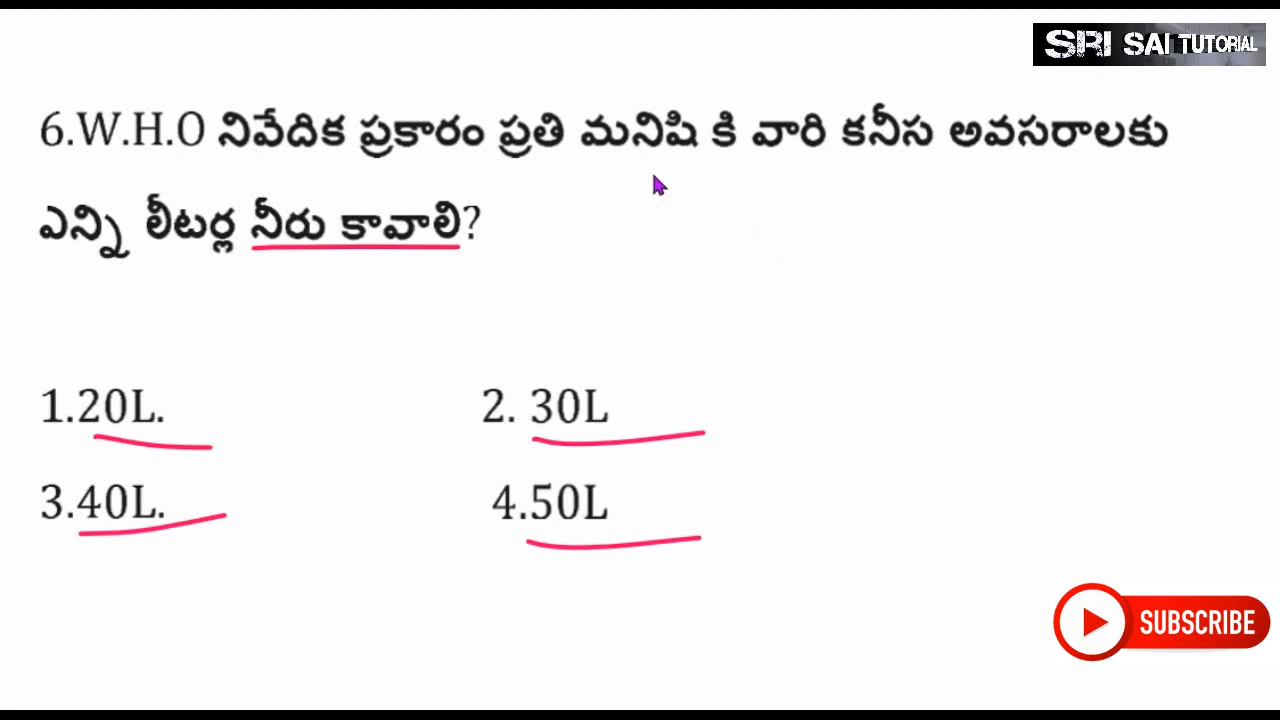 SRI SAI TUTORIAL
6.W.H.O నివేదిక ప్రకారం ప్రతి మనిషి కి వారి కనీస అవసరాలకు
ఎన్ని లీటర్ల నీరు కావాలి?
1.20L. 2. 30L
3.40L. 4.50L
SUBSCRIBE